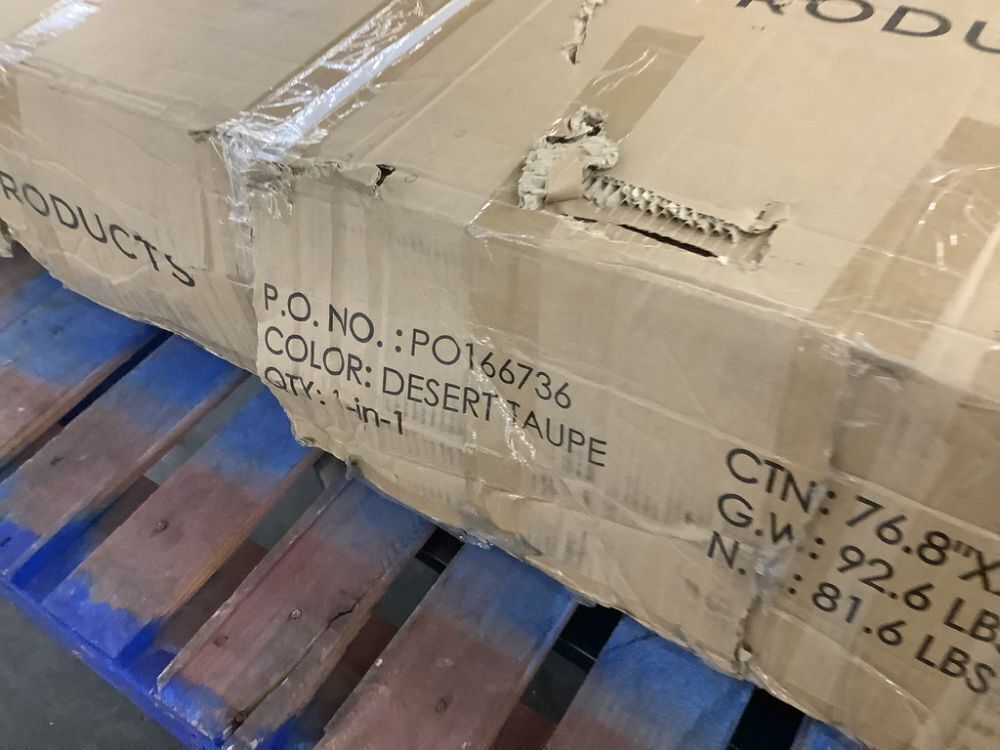 RODU
RODUCTS
P.O. NO. : PO166736
COLOR: DESERT TAUPE
QTY: 1-in-1
CTN: 76.8"X
G.W.: 92.6 LBS
N. : 81.6 LBS